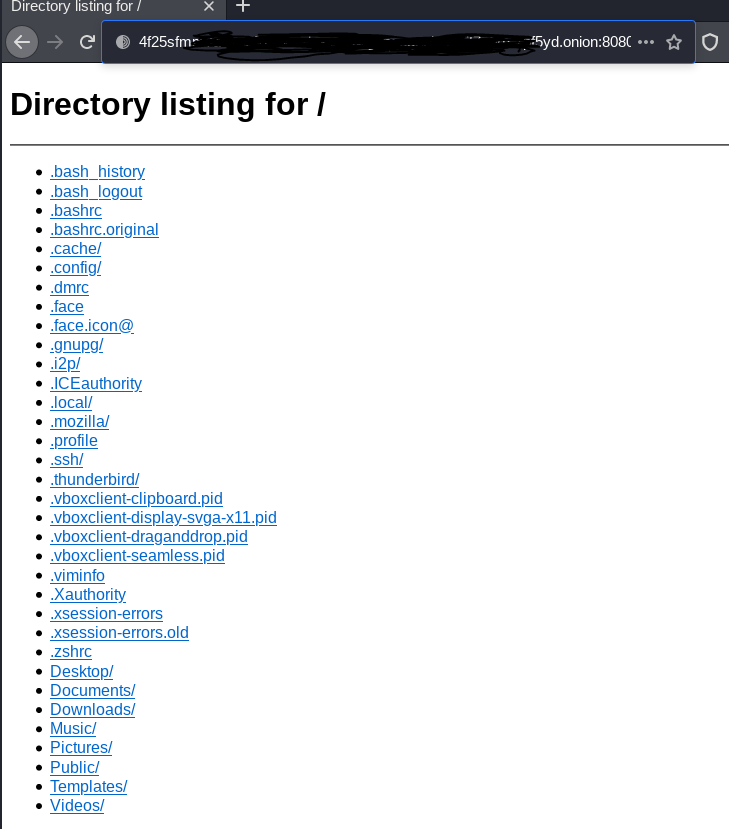 Directory listing for /
4f25sfm f5yd.onion:8080
Directory listing for /
.bash_history
.bash_logout
.bashrc
.bashrc.original
.cache/
.config/
.dmrc
.face
.face.icon@
.gnupg/
.i2p/
.ICEauthority
.local/
.mozilla/
.profile
.ssh/
.thunderbird/
.vboxclient-clipboard.pid
.vboxclient-display-svga-x11.pid
.vboxclient-draganddrop.pid
.vboxclient-seamless.pid
.viminfo
.Xauthority
.xsession-errors
.xsession-errors.old
.zshrc
Desktop/
Documents/
Downloads/
Music/
Pictures/
Public/
Templates/
Videos/